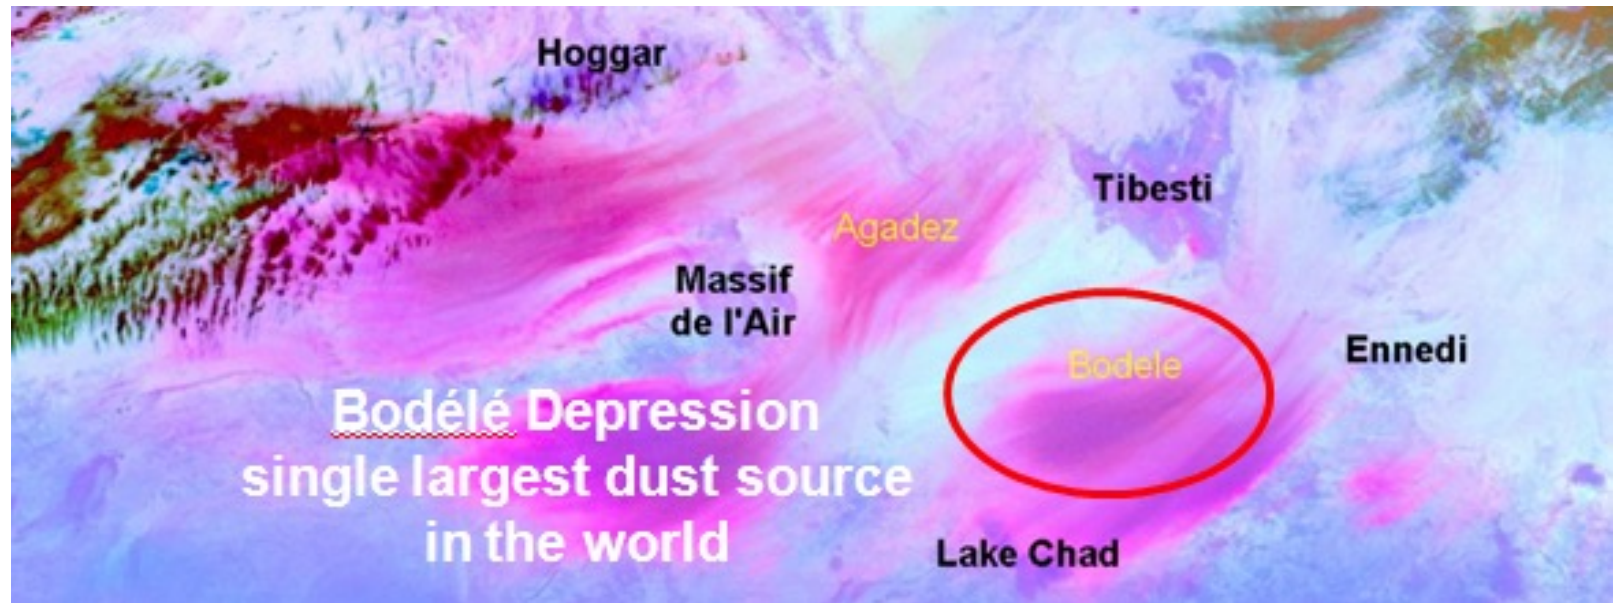 Hoggar
Tibesti
Agadez
Massif
de l'Air
Ennedi
Bodele
Bodélé Depression
single largest dust source
in the world
Lake Chad